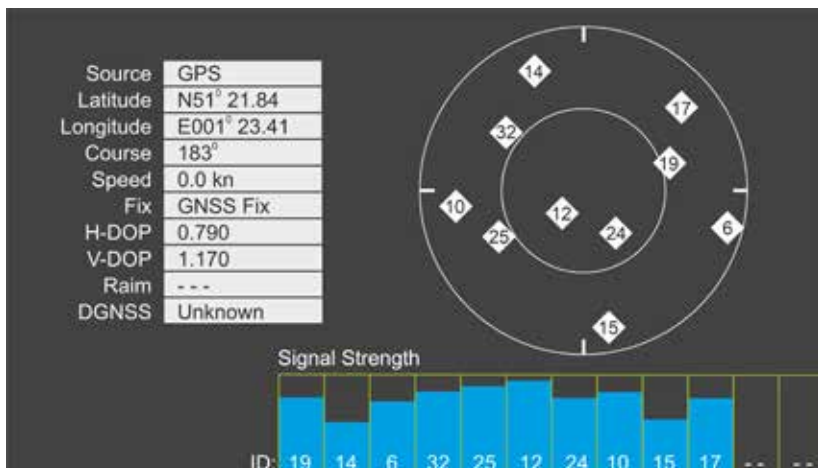 Source GPS
Latitude N51° 21.84
Longitude E001° 23.41
Course 183°
Speed 0.0 kn
Fix GNSS Fix
H-DOP 0.790
V-DOP 1.170
Raim - - -
DGNSS Unknown
14
17
32
19
10
12
25
24
6
15
Signal Strength
ID: 19 14 6 32 25 12 24 10 15 17 - - - -